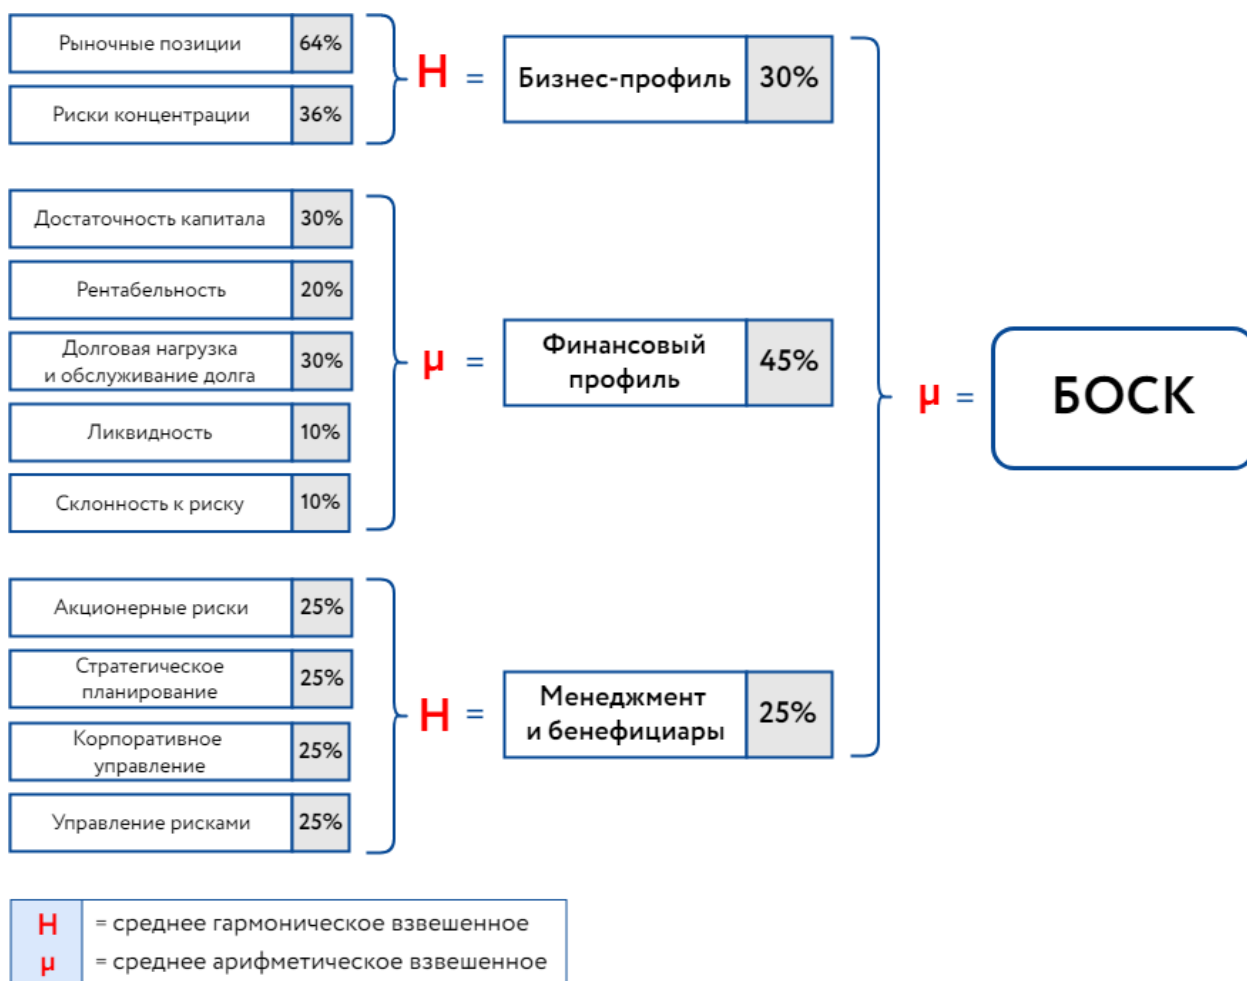 Рыночные позиции 64%
Риски концентрации 36%
H = Бизнес-профиль 30%
Достаточность капитала 30%
Рентабельность 20%
Долговая нагрузка
и обслуживание долга 30%
Ликвидность 10%
Склонность к риску 10%
μ = Финансовый
профиль 45%
Акционерные риски 25%
Стратегическое
планирование 25%
Корпоративное
управление 25%
Управление рисками 25%
H = Менеджмент
и бенефициары 25%
μ = БОСК
H = среднее гармоническое взвешенное
μ = среднее арифметическое взвешенное